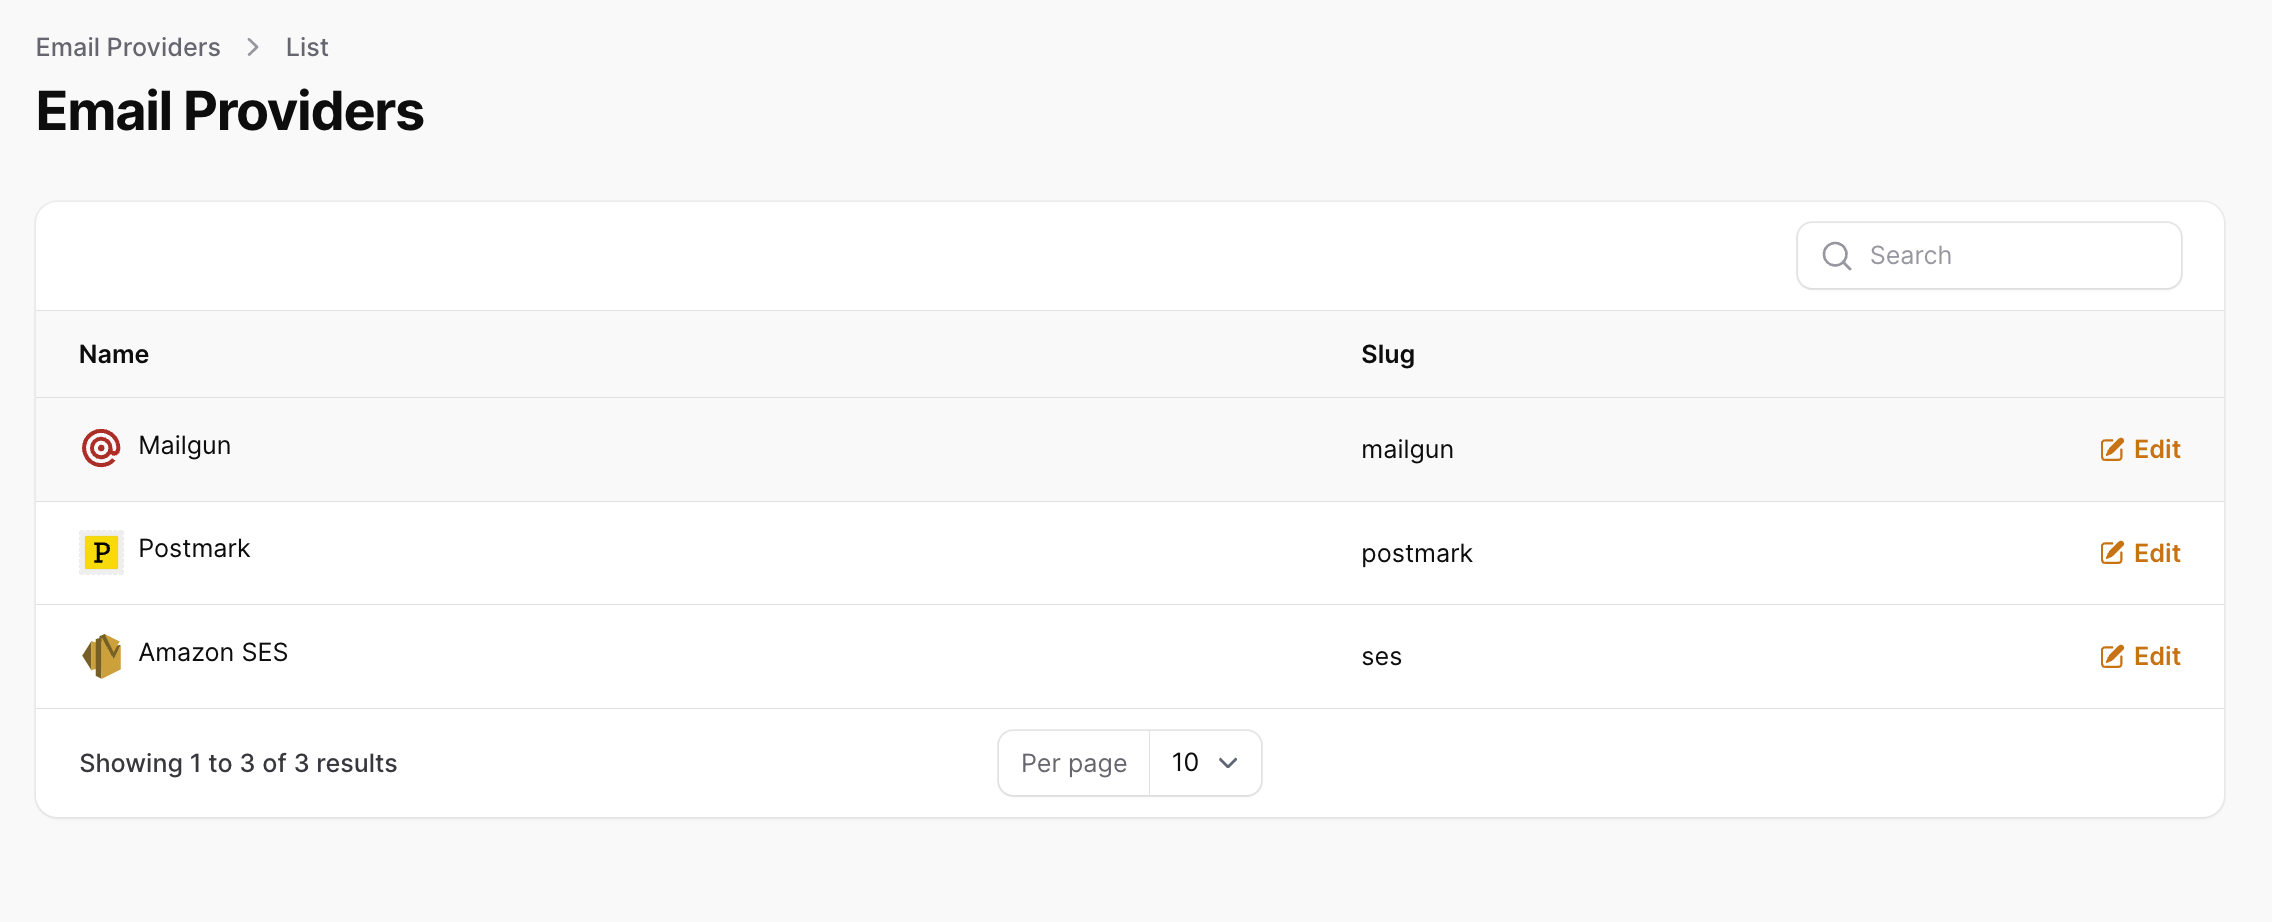 Email Providers > List
Email Providers
Search
Name Slug
Mailgun mailgun Edit
P Postmark postmark Edit
Amazon SES ses Edit
Showing 1 to 3 of 3 results Per page 10